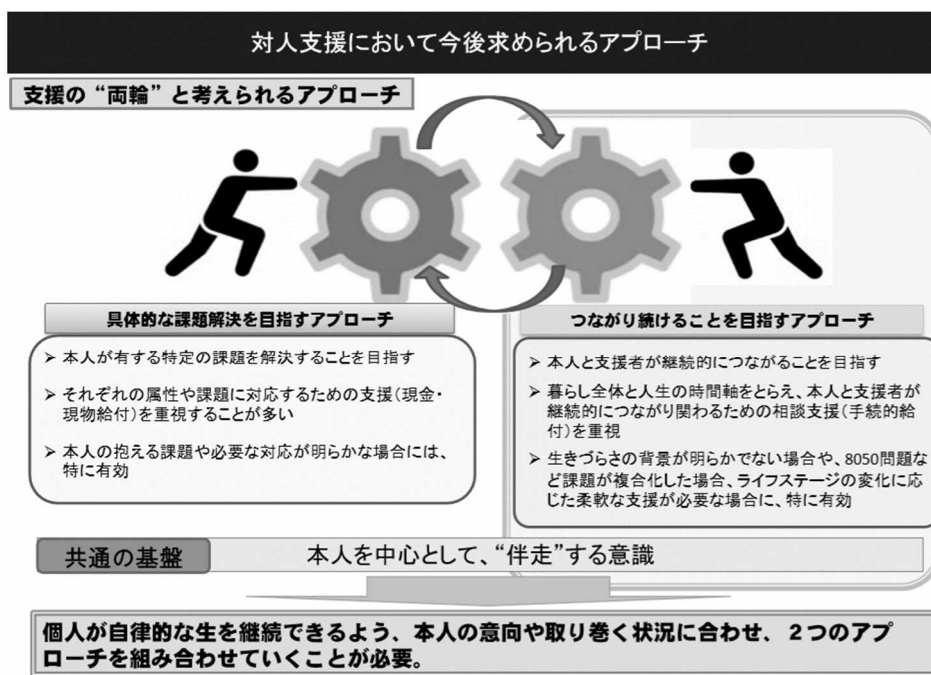 対人支援において今後求められるアプローチ
支援の“両輪”と考えられるアプローチ
具体的な課題解決を目指すアプローチ
➢ 本人が有する特定の課題を解決することを目指す
➢ それぞれの属性や課題に対応するための支援(現金・
現物給付)を重視することが多い
➢ 本人の抱える課題や必要な対応が明らかな場合には、
特に有効
つながり続けることを目指すアプローチ
➢ 本人と支援者が継続的につながることを目指す
➢ 暮らし全体と人生の時間軸をとらえ、本人と支援者が
継続的につながり関わるための相談支援(手続的給
付)を重視
➢ 生きづらさの背景が明らかでない場合や、8050問題な
ど課題が複合化した場合、ライフステージの変化に応
じた柔軟な支援が必要な場合に、特に有効
共通の基盤
本人を中心として、“伴走”する意識
個人が自律的な生を継続できるよう、本人の意向や取り巻く状況に合わせ、2つのアプ
ローチを組み合わせていくことが必要。